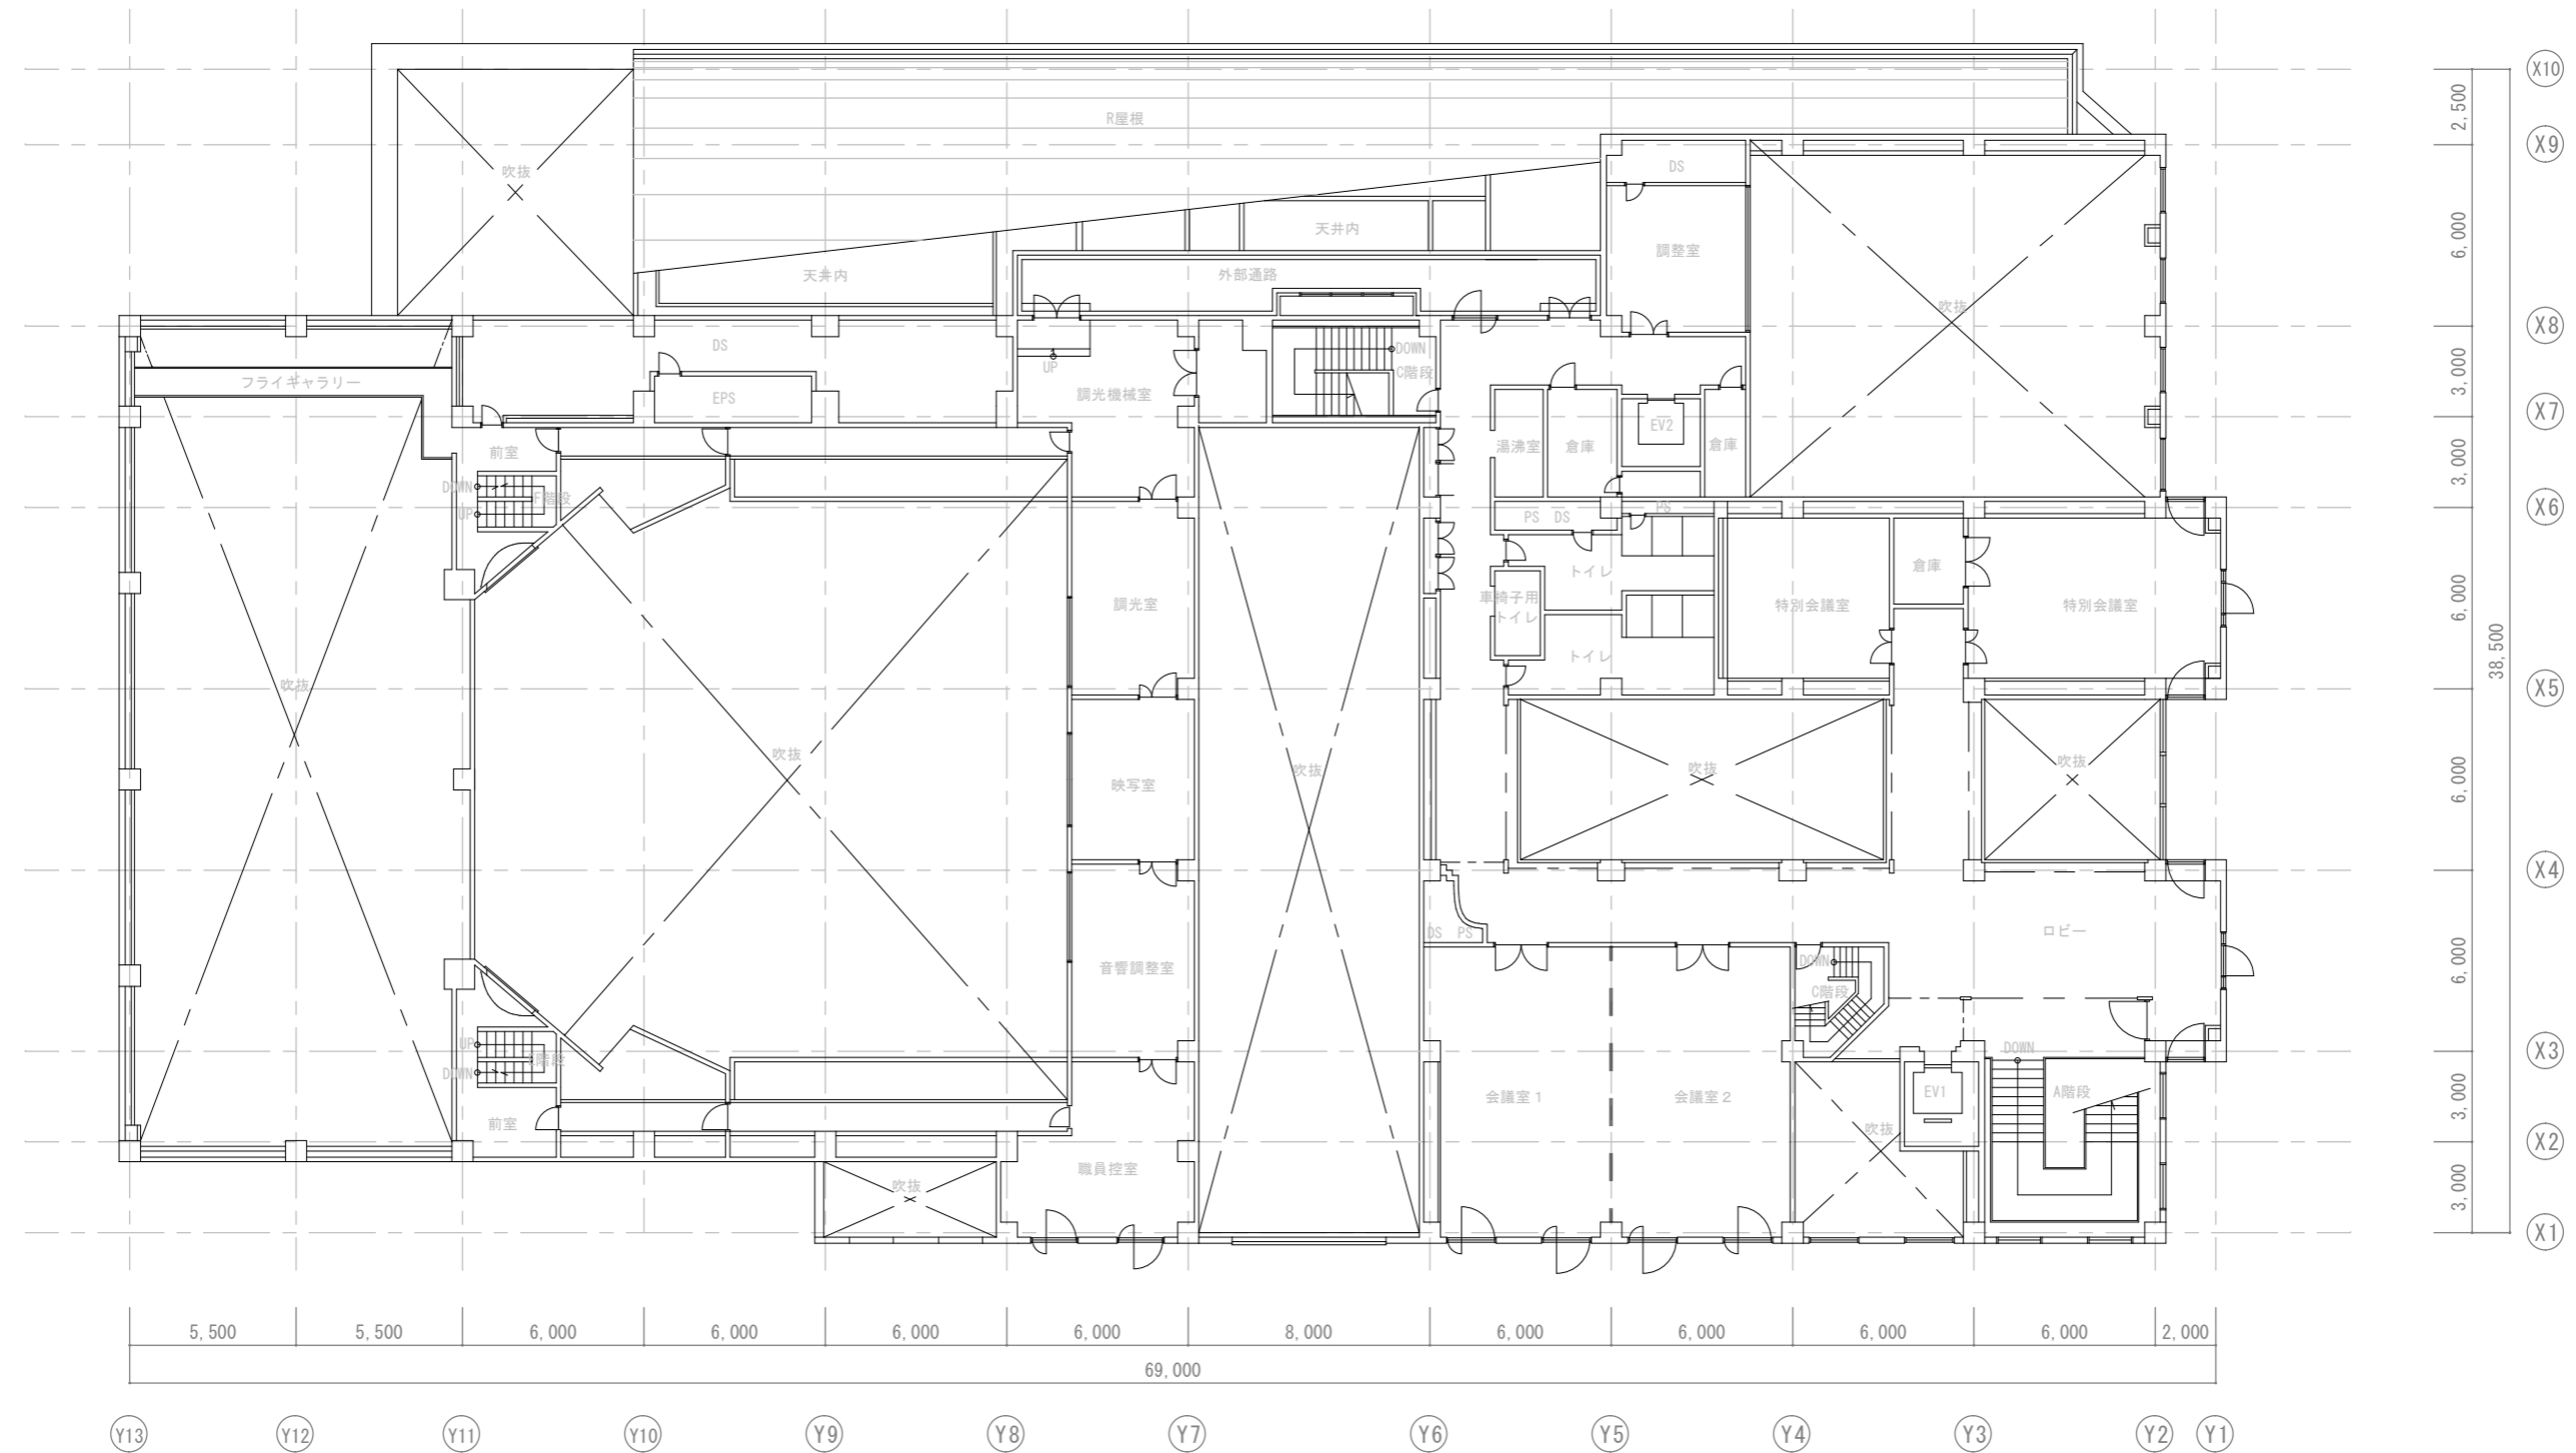 X10
2,500
R屋根
X9
DS
吹抜
天井内
調整室
6,000
天井内
外部通路
吹抜
X8
DS
DOWN
UP
C階段
3,000
フライギャラリー
EPS
調光機械室
X7
EV2
湯沸室
倉庫
倉庫
前室
3,000
DOWN
F階段
UP
PS
X6
PS DS
トイレ
倉庫
車椅子用
トイレ
調光室
特別会議室
特別会議室
6,000
38,500
トイレ
吹抜
X5
吹抜
吹抜
吹抜
吹抜
映写室
6,000
X4
DS PS
ロビー
DOWN
音響調整室
6,000
C階段
UP
DOWN
X3
階段
DOWN
会議室1
会議室2
EV1
A階段
3,000
前室
吹抜
X2
職員控室
吹抜
3,000
X1
5,500
5,500
6,000
6,000
6,000
6,000
8,000
6,000
6,000
6,000
6,000
2,000
69,000
Y13
Y12
Y11
Y10
Y9
Y8
Y7
Y6
Y5
Y4
Y3
Y2
Y1